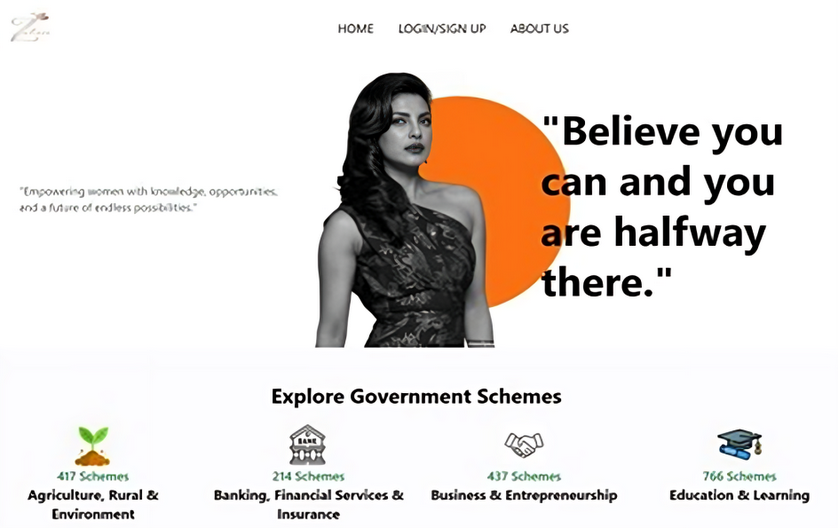 HOME LOGIN/SIGN UP ABOUT US
"Empowering women with knowledge, opportunities,
and a future of endless possibilities."
"Believe you
can and you
are halfway
there."
Explore Government Schemes
417 Schemes
Agriculture, Rural &
Environment
BANK
214 Schemes
Banking, Financial Services &
Insurance
437 Schemes
Business & Entrepreneurship
766 Schemes
Education & Learning